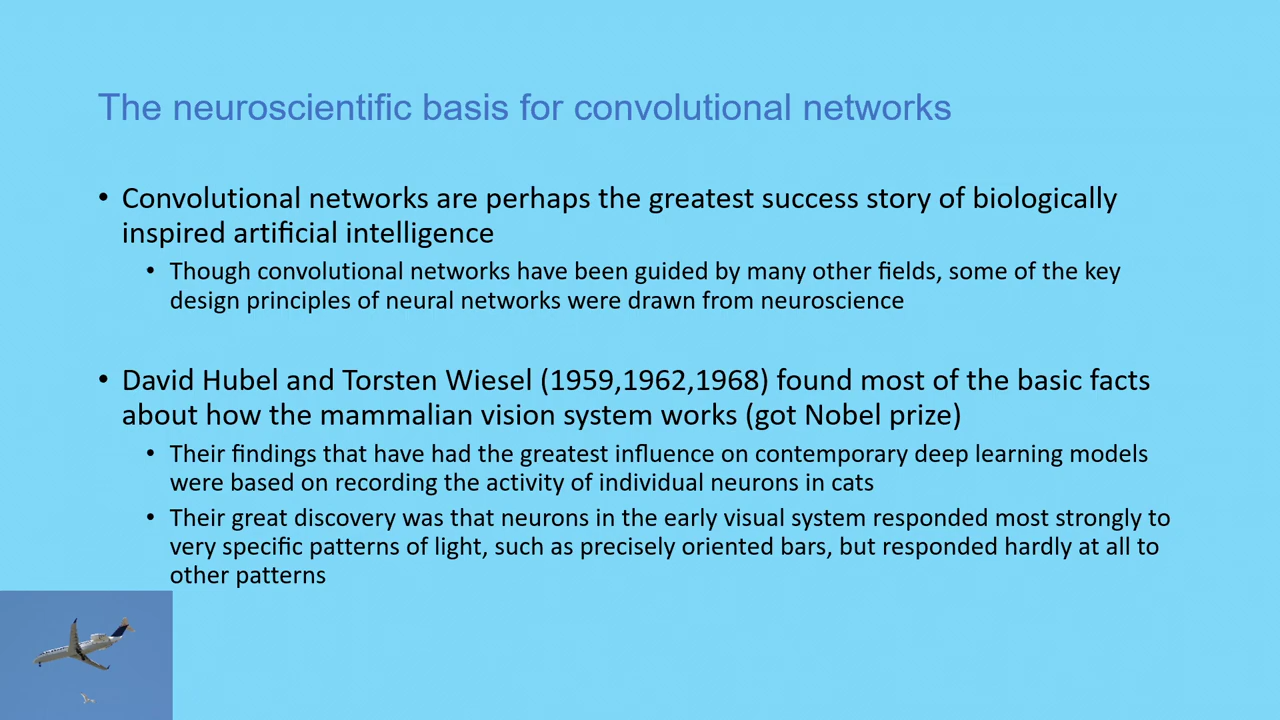 The neuroscientific basis for convolutional networks
• Convolutional networks are perhaps the greatest success story of biologically
inspired artificial intelligence
• Though convolutional networks have been guided by many other fields, some of the key
design principles of neural networks were drawn from neuroscience
• David Hubel and Torsten Wiesel (1959,1962,1968) found most of the basic facts
about how the mammalian vision system works (got Nobel prize)
• Their findings that have had the greatest influence on contemporary deep learning models
were based on recording the activity of individual neurons in cats
• Their great discovery was that neurons in the early visual system responded most strongly to
very specific patterns of light, such as precisely oriented bars, but responded hardly at all to
other patterns